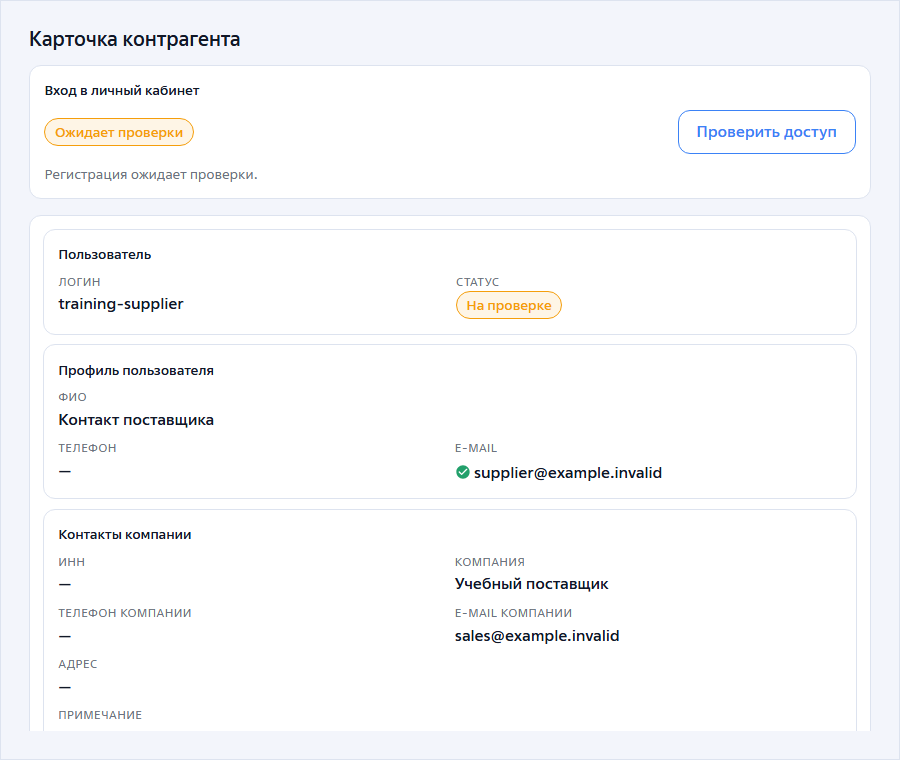 Карточка контрагента
Вход в личный кабинет
Ожидает проверки
Проверить доступ
Регистрация ожидает проверки.
Пользователь
ЛОГИН
СТАТУС
training-supplier
На проверке
Профиль пользователя
ФИО
Контакт поставщика
ТЕЛЕФОН
E-MAIL
—
supplier@example.invalid
Контакты компании
ИНН
КОМПАНИЯ
—
Учебный поставщик
ТЕЛЕФОН КОМПАНИИ
E-MAIL КОМПАНИИ
—
sales@example.invalid
АДРЕС
—
ПРИМЕЧАНИЕ